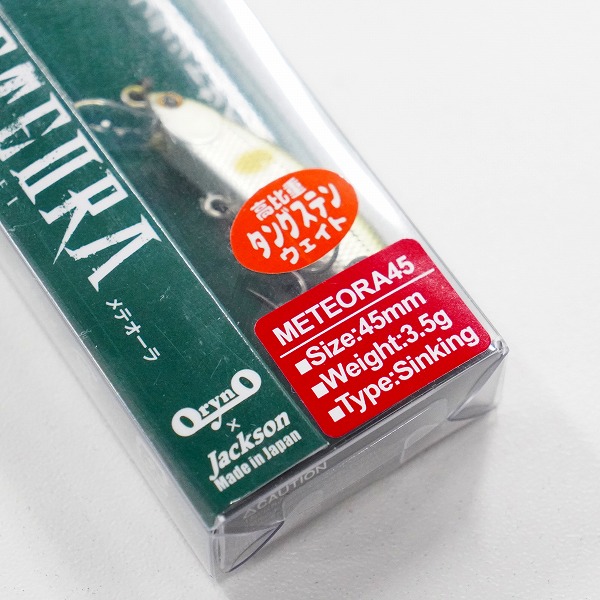 METEORA
メテオーラ
OrynO
×
Jackson
Made in Japan
高比重
タングステン
ウェイト
METEORA45
■Size:45mm
■Weight:3.5g
■Type:Sinking
⚠CAUTION